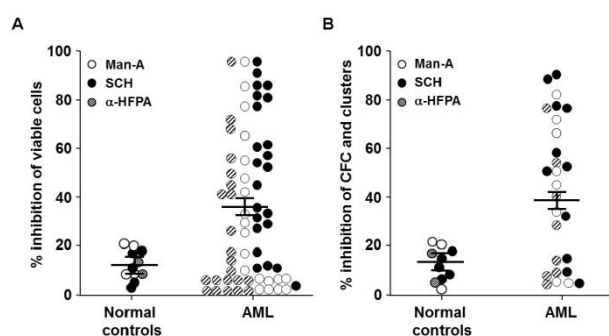 A
% inhibition of viable cells
100
80
60
40
20
0
Man-A
SCH
α-HFPA
Normal controls
AML
B
% inhibition of CFC and clusters
100
80
60
40
20
0
Man-A
SCH
α-HFPA
Normal controls
AML